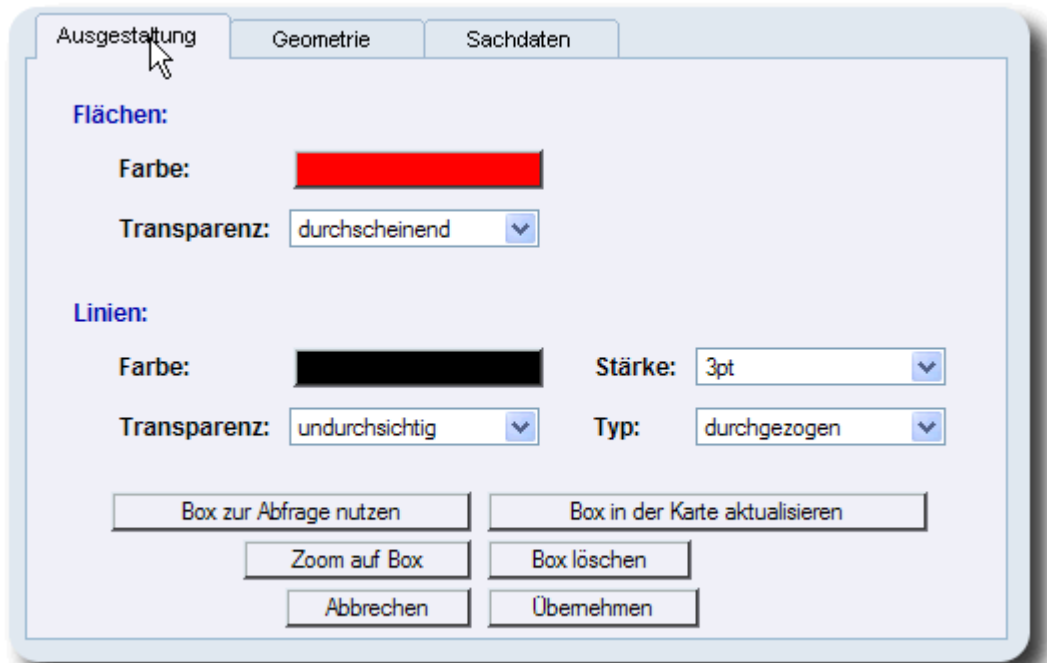 Ausgestaltung Geometrie Sachdaten
Flächen:
Farbe:
Transparenz: durchscheinend
Linien:
Farbe: Stärke: 3pt
Transparenz: undurchsichtig Typ: durchgezogen
Box zur Abfrage nutzen Box in der Karte aktualisieren
Zoom auf Box Box löschen
Abbrechen Übernehmen